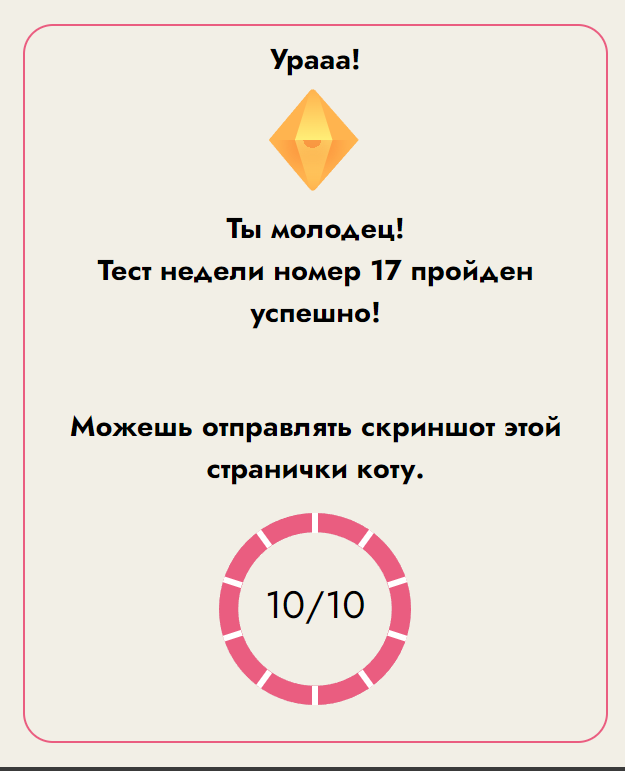 Урааа!
Ты молодец!
Тест недели номер 17 пройден
успешно!
Можешь отправлять скриншот этой
странички коту.
10/10